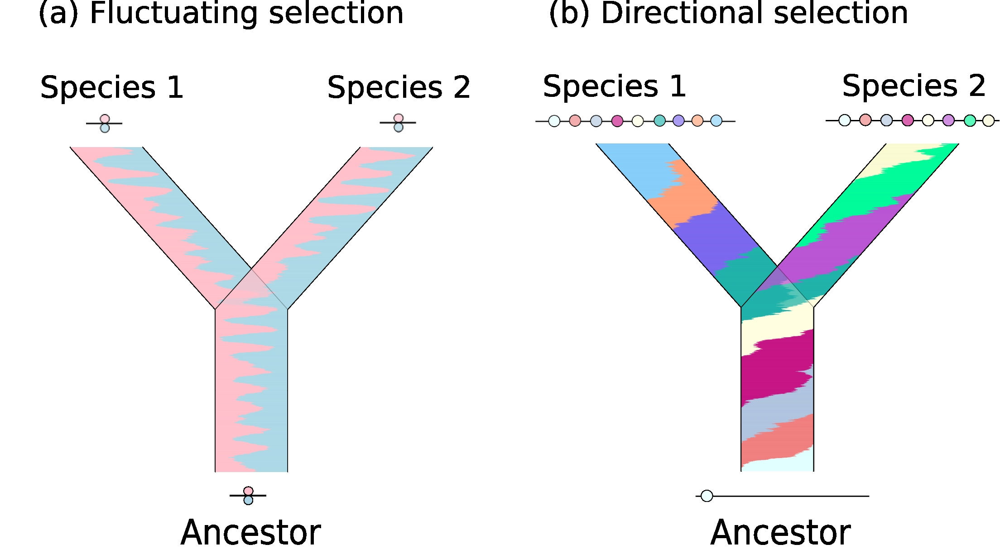 (a) Fluctuating selection
(b) Directional selection
Species 1
Species 2
Species 1
Species 2
Ancestor
Ancestor